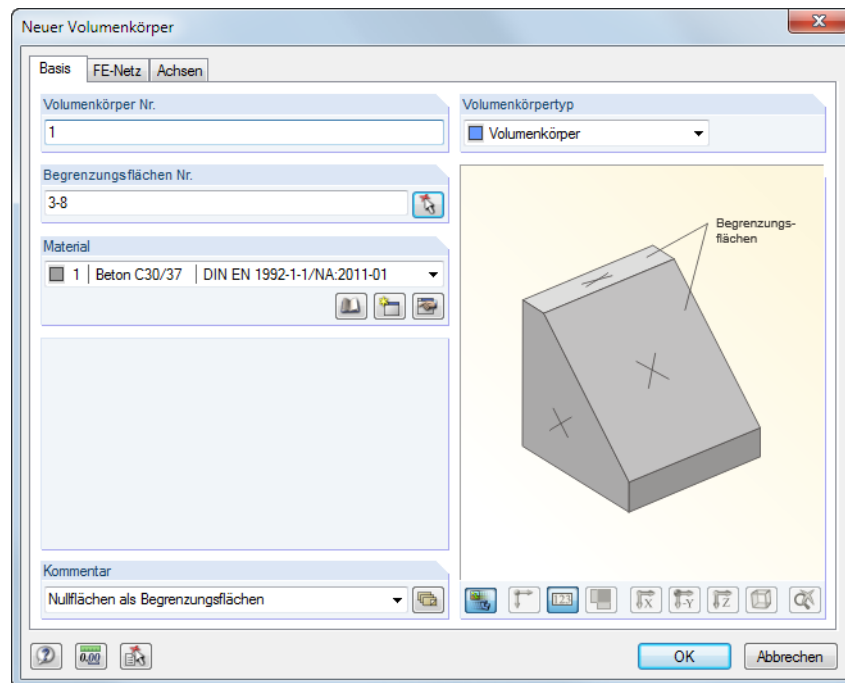 Neuer Volumenkörper
Basis FE-Netz Achsen
Volumenkörper Nr.
1
Begrenzungsflächen Nr.
3-8
Material
1 Beton C30/37 DIN EN 1992-1-1/NA:2011-01
Kommentar
Nullflächen als Begrenzungsflächen
Volumenkörpertyp
Volumenkörper
Begrenzungs-
flächen
123 X -Y Z
0.00
OK Abbrechen